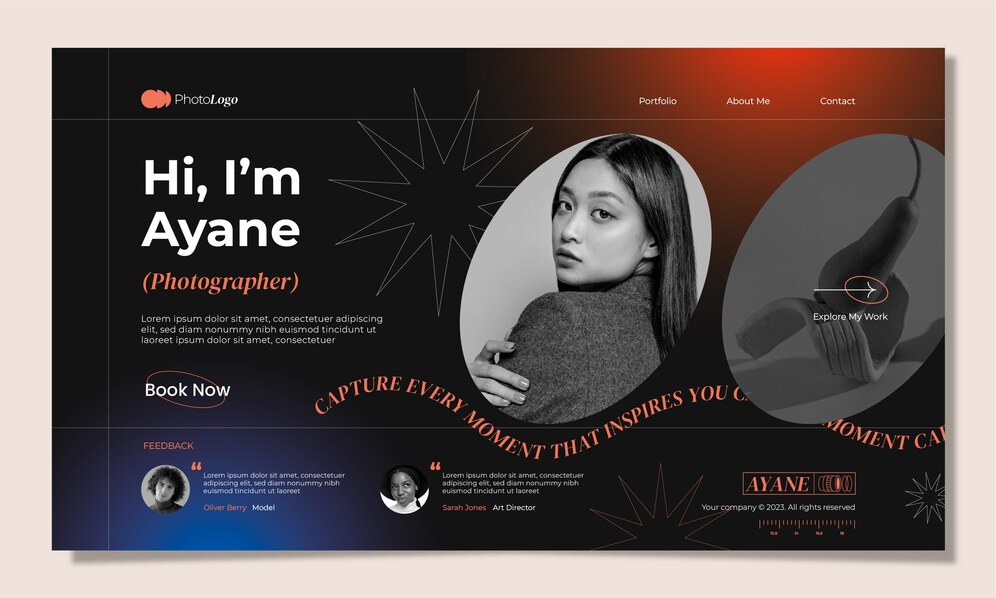 PhotoLogo
Portfolio
About Me
Contact
Hi, I'm
Ayane
(Photographer)
Lorem ipsum dolor sit amet, consectetuer adipiscing
elit, sed diam nonummy nibh euismod tincidunt ut
laoreet ipsum dolor sit amet, consectetuer
Explore My Work
Book Now
CAPTURE EVERY MOMENT THAT INSPIRES YOU
MOMENT
FEEDBACK
“
Lorem ipsum dolor sit amet, consectetuer
adipiscing elit, sed diam nonummy nibh
euismod tincidunt ut laoreet
Oliver Berry Model
“
Lorem ipsum dolor sit amet, consectetuer
adipiscing elit, sed diam nonummy nibh
euismod tincidunt ut laoreet
Sarah Jones Art Director
AYANE
Your company © 2023. All rights reserved